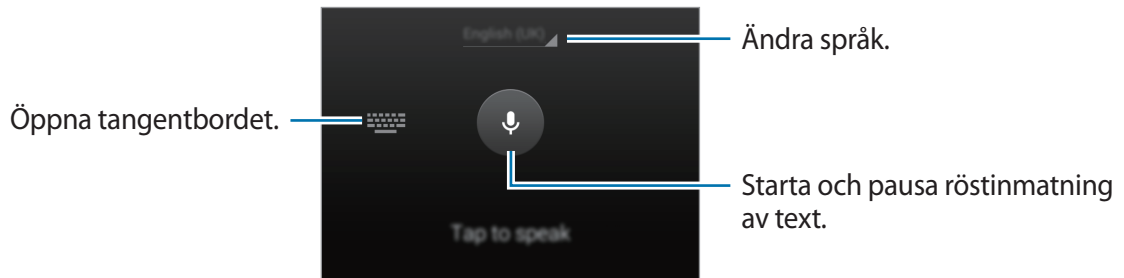 English (UK)
Ändra språk.
Öppna tangentbordet.
Starta och pausa röstinmatning
av text.
Tap to speak